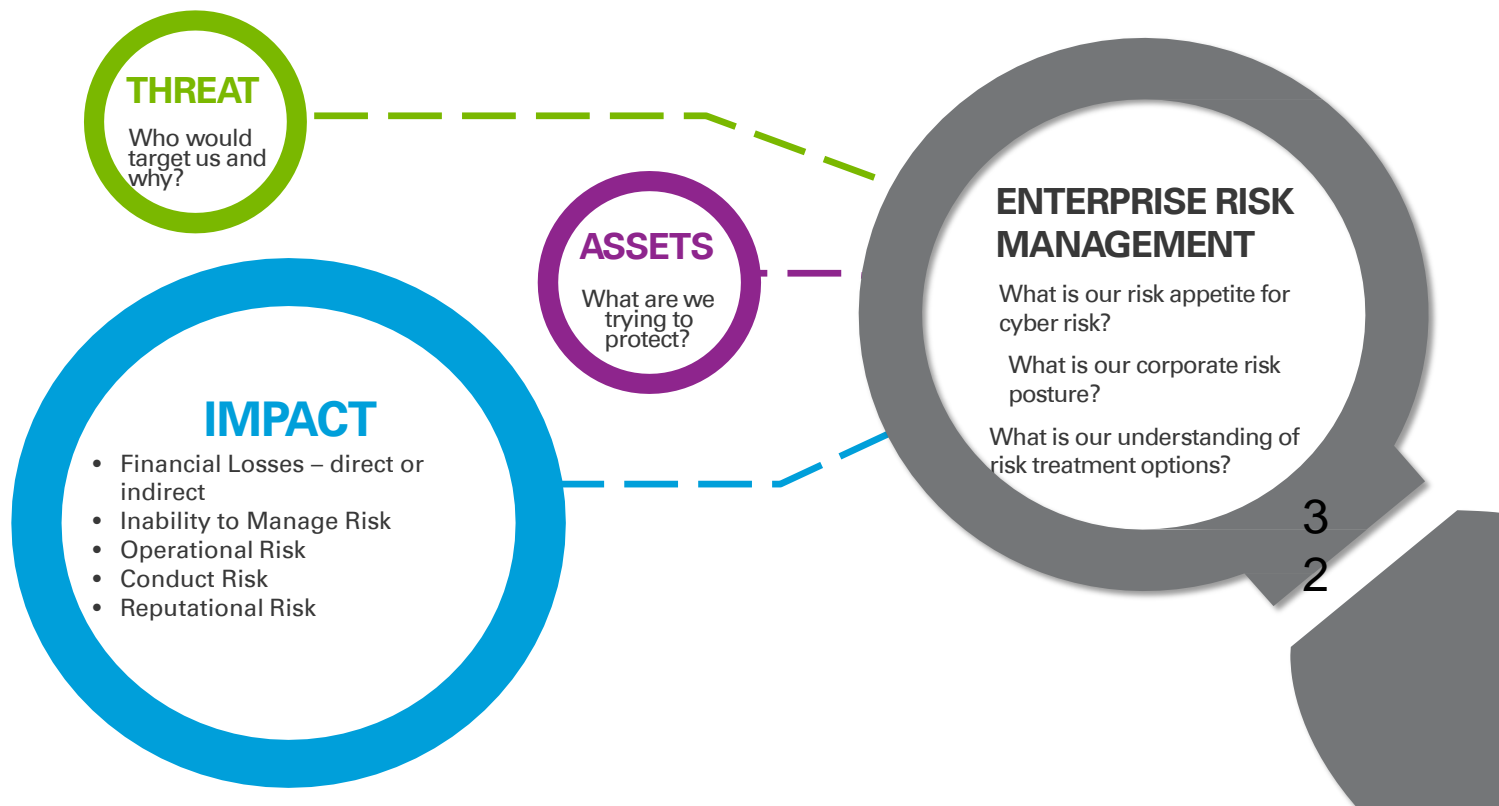 THREAT
Who would
target us and
why?
ASSETS
What are we
trying to
protect?
IMPACT
• Financial Losses – direct or
indirect
• Inability to Manage Risk
• Operational Risk
• Conduct Risk
• Reputational Risk
ENTERPRISE RISK
MANAGEMENT
What is our risk appetite for
cyber risk?
What is our corporate risk
posture?
What is our understanding of
risk treatment options?
3
2